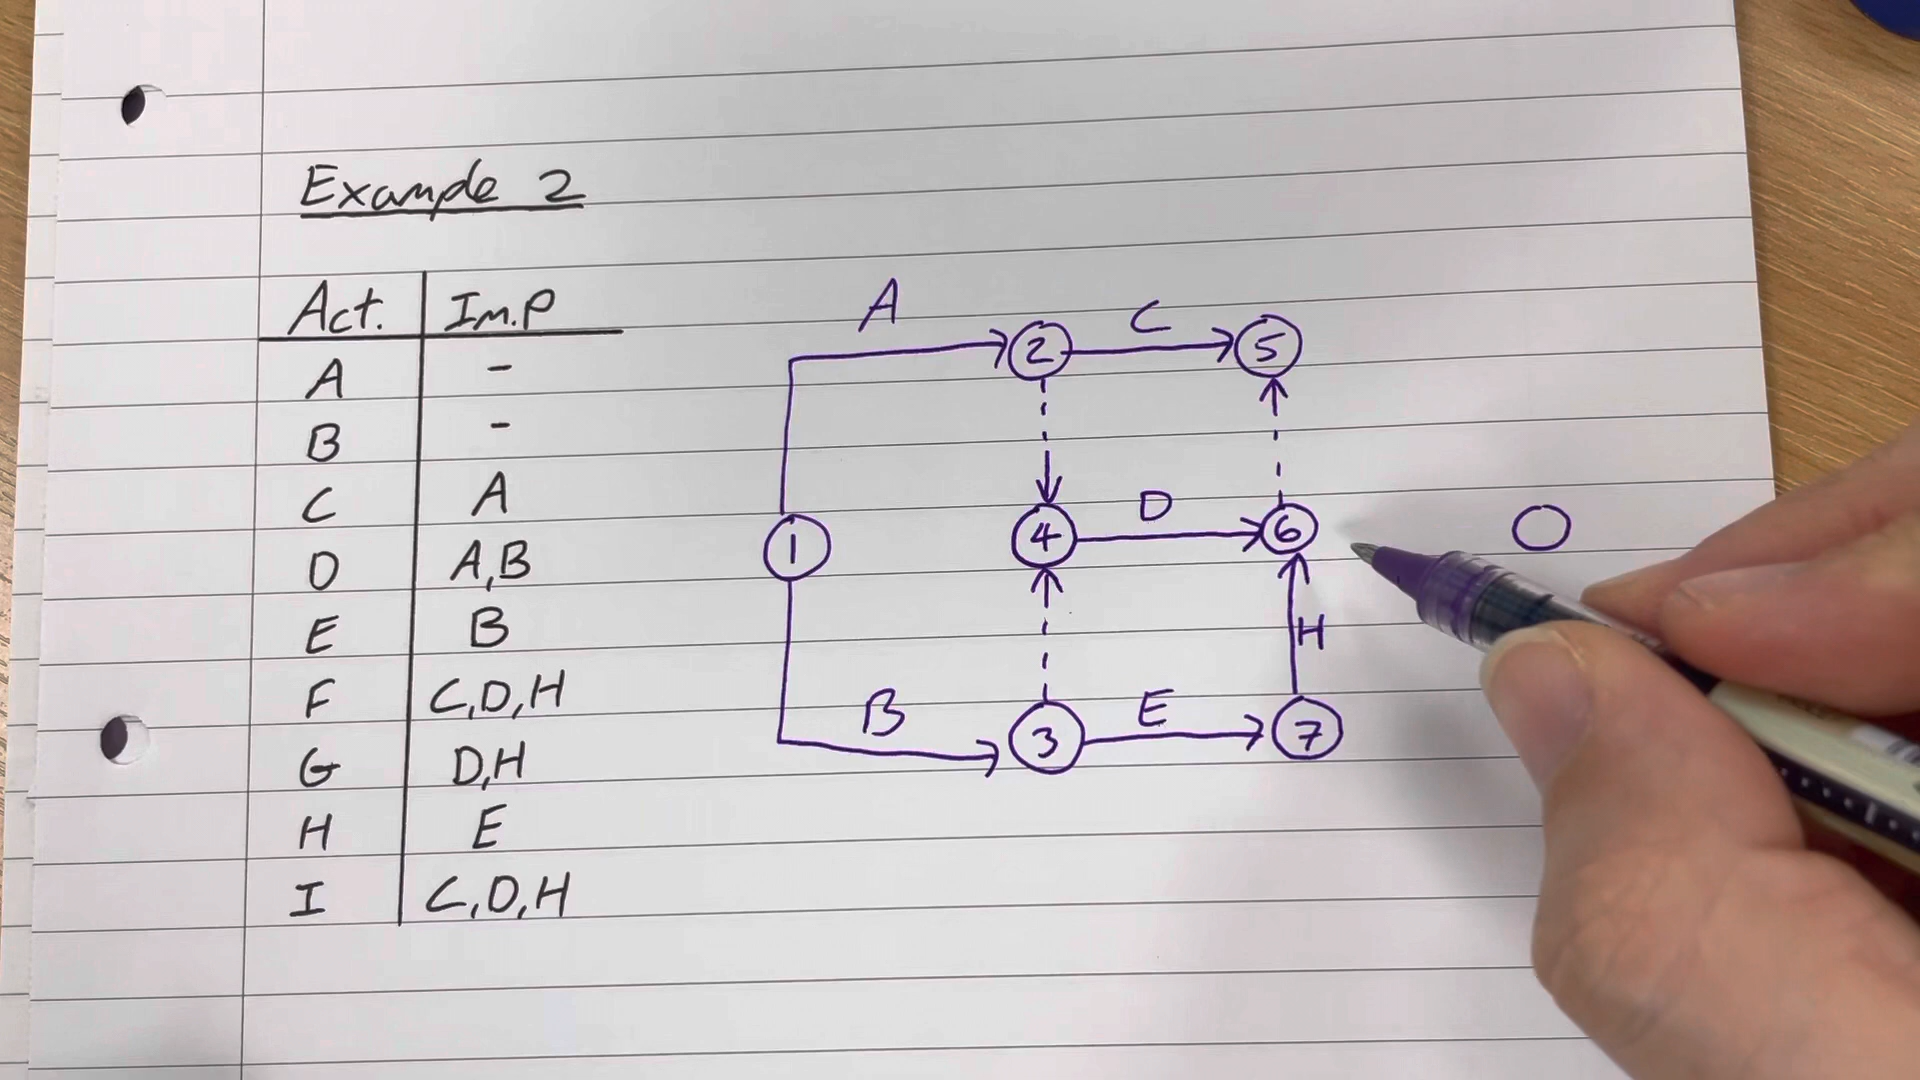 Example 2
Act. Im.P
A -
B -
C A
D A,B
E B
F C,D,H
G D,H
H E
I C,D,H
A C
2 5
D
1 4 6
H
B E
3 7